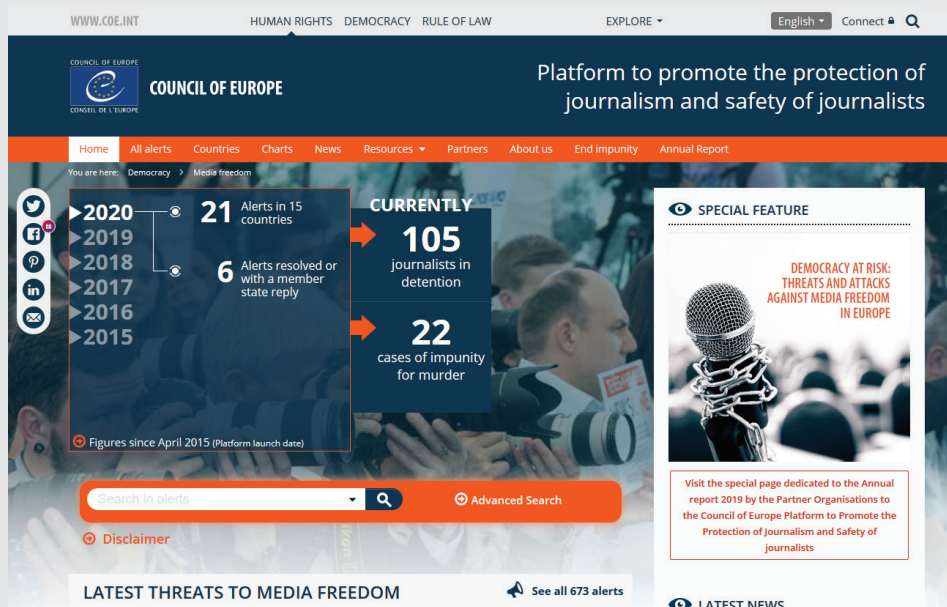 WWW.COE.INT
HUMAN RIGHTS DEMOCRACY RULE OF LAW
EXPLORE
English
Connect
COUNCIL OF EUROPE
CONSEIL DE L'EUROPE
COUNCIL OF EUROPE
Platform to promote the protection of
journalism and safety of journalists
Home All alerts Countries Charts News Resources Partners About us End impunity Annual Report
You are here: Democracy > Media freedom
2020
2019
2018
2017
2016
2015
21 Alerts in 15
countries
6 Alerts resolved or
with a member
state reply
Figures since April 2015 (Platform launch date)
CURRENTLY
105
journalists in
detention
22
cases of impunity
for murder
Search in alerts
Advanced Search
Disclaimer
LATEST THREATS TO MEDIA FREEDOM
See all 673 alerts
SPECIAL FEATURE
DEMOCRACY AT RISK:
THREATS AND ATTACKS
AGAINST MEDIA FREEDOM
IN EUROPE
Visit the special page dedicated to the Annual
report 2019 by the Partner Organisations to
the Council of Europe Platform to Promote the
Protection of Journalism and Safety of
journalists
LATEST NEWS